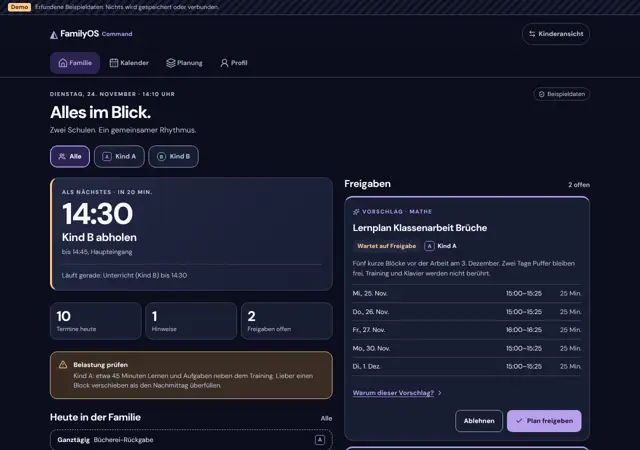 Demo Erfundene Beispieldaten: Nichts wird gespeichert oder verbunden.
FamilyOS Command
Kinderansicht
Familie
Kalender
Planung
Profil
DIENSTAG, 24. NOVEMBER · 14:10 UHR
Beispieldaten
Alles im Blick.
Zwei Schulen. Ein gemeinsamer Rhythmus.
Alle
A Kind A
B Kind B
ALS NÄCHSTES · IN 20 MIN.
14:30
Kind B abholen
bis 14:45, Haupteingang
Läuft gerade: Unterricht (Kind B) bis 14:30
10
Termine heute
1
Hinweise
2
Freigaben offen
Belastung prüfen
Kind A: etwa 45 Minuten Lernen und Aufgaben neben dem Training. Lieber einen
Block verschieben als den Nachmittag überfüllen.
Heute in der Familie
Alle
Ganztägig Bücherei-Rückgabe
A
Freigaben
2 offen
VORSCHLAG · MATHE
Lernplan Klassenarbeit Brüche
Wartet auf Freigabe
A Kind A
Fünf kurze Blöcke vor der Arbeit am 3. Dezember. Zwei Tage Puffer bleiben
frei. Training und Klavier werden nicht berührt.
Mi., 25. Nov. 15:00–15:25 25 Min.
Do., 26. Nov. 15:00–15:25 25 Min.
Fr., 27. Nov. 16:00–16:25 25 Min.
Mo., 30. Nov. 15:00–15:25 25 Min.
Di., 1. Dez. 15:00–15:25 25 Min.
Warum dieser Vorschlag?
Ablehnen
Plan freigeben